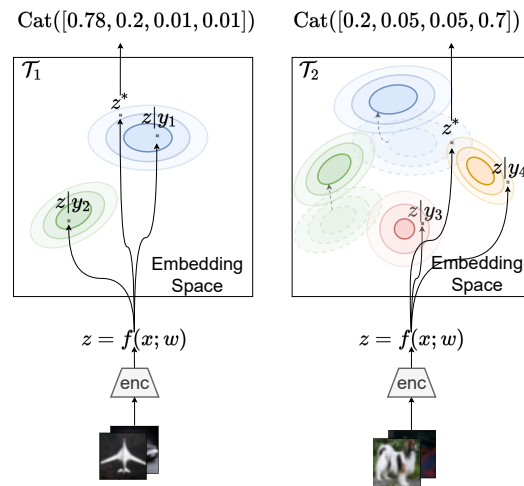 Cat([0.78, 0.2, 0.01, 0.01])
Cat([0.2, 0.05, 0.05, 0.7])
𝒯₁
z*
z|y₁
z|y₂
Embedding
Space
z = f(x; w)
enc
𝒯₂
z*
z|y₄
z|y₃
Embedding
Space
z = f(x; w)
enc